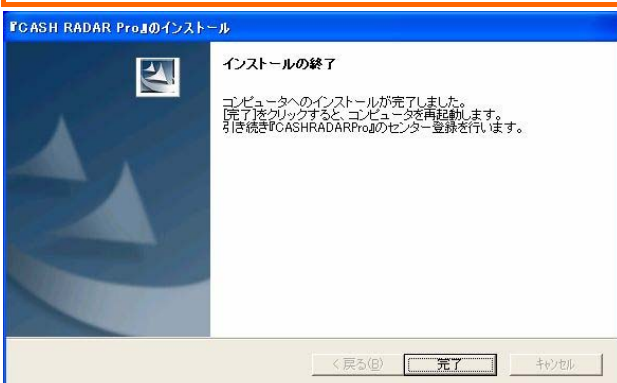 『CASH RADAR Pro』のインストール
インストールの終了
コンピュータへのインストールが完了しました。
[完了]をクリックすると、コンピュータを再起動します。
引き続き『CASHRADARPro』のセンター登録を行います。
< 戻る(B)
完了
キャンセル